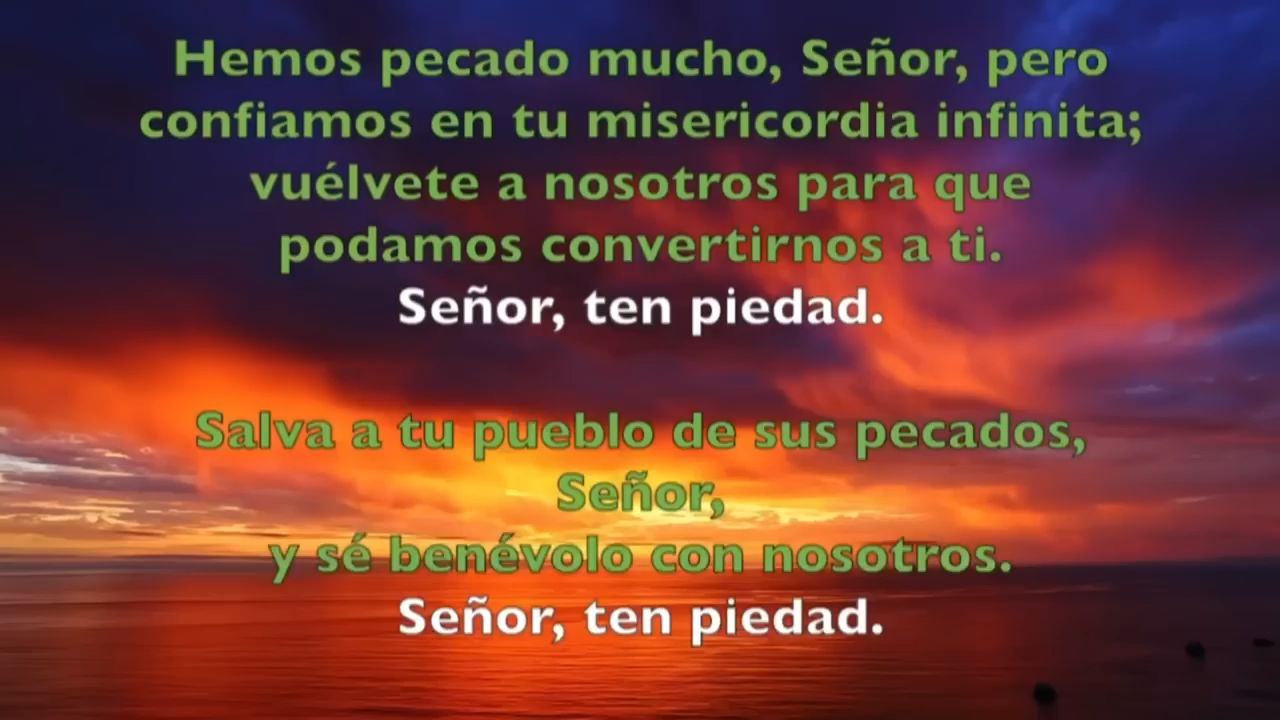 Hemos pecado mucho, Señor, pero
confiamos en tu misericordia infinita;
vuélvete a nosotros para que
podamos convertirnos a ti.
Señor, ten piedad.
Salva a tu pueblo de sus pecados,
Señor,
y sé benévolo con nosotros.
Señor, ten piedad.